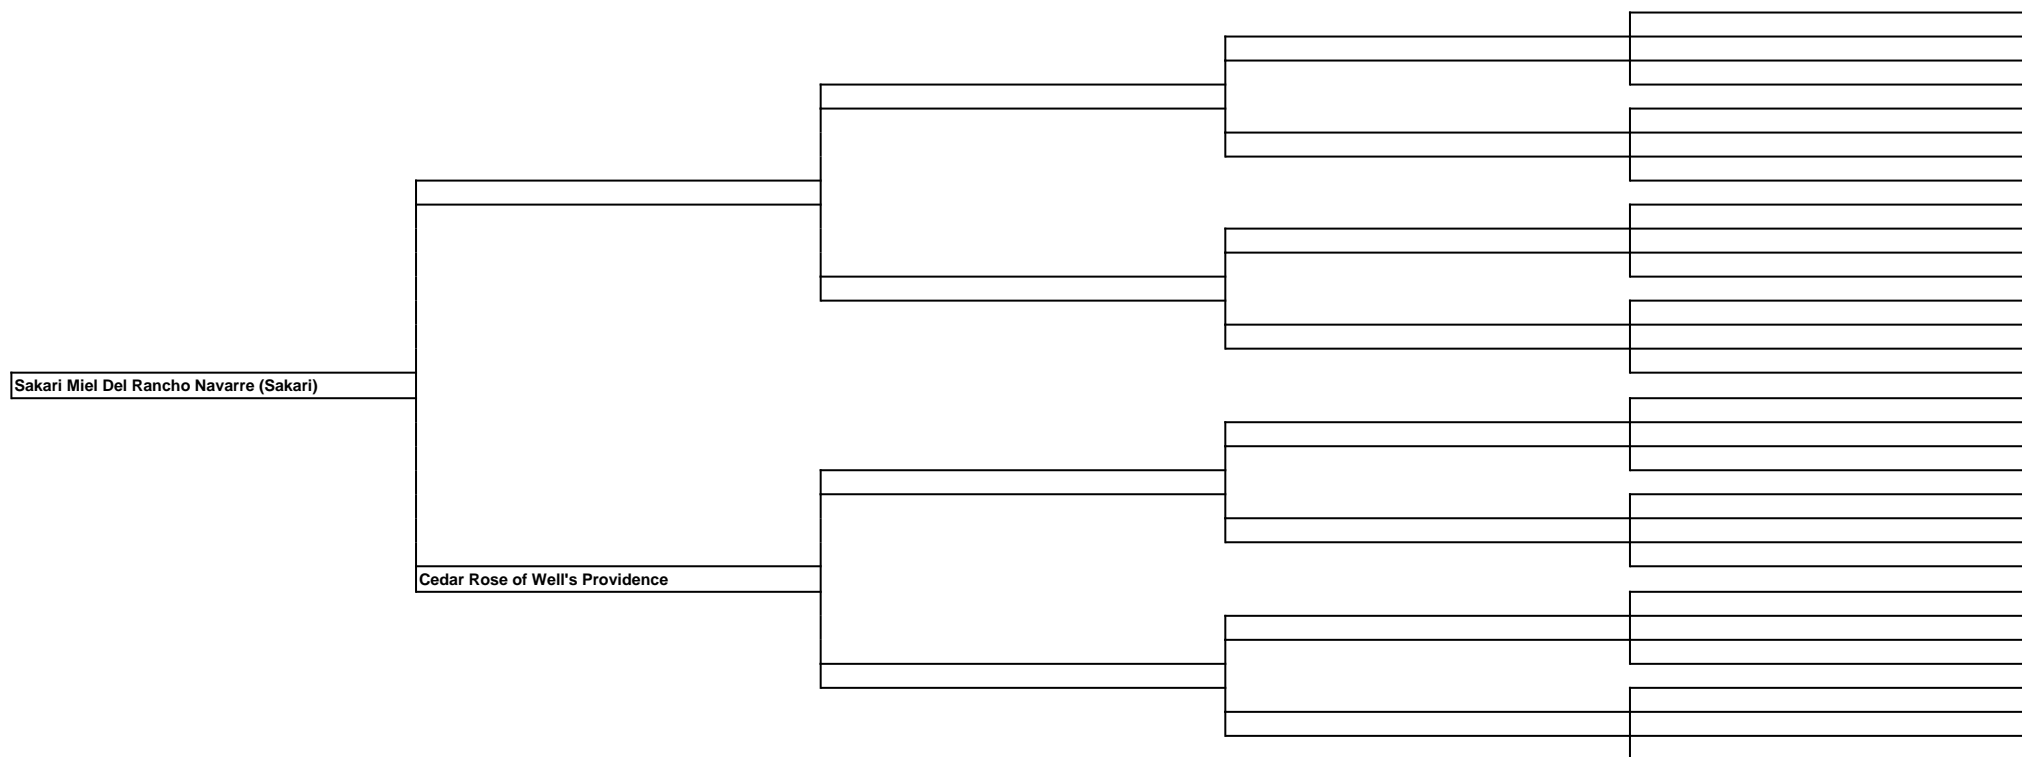 Sakari Miel Del Rancho Navarre (Sakari)
Cedar Rose of Well's Providence